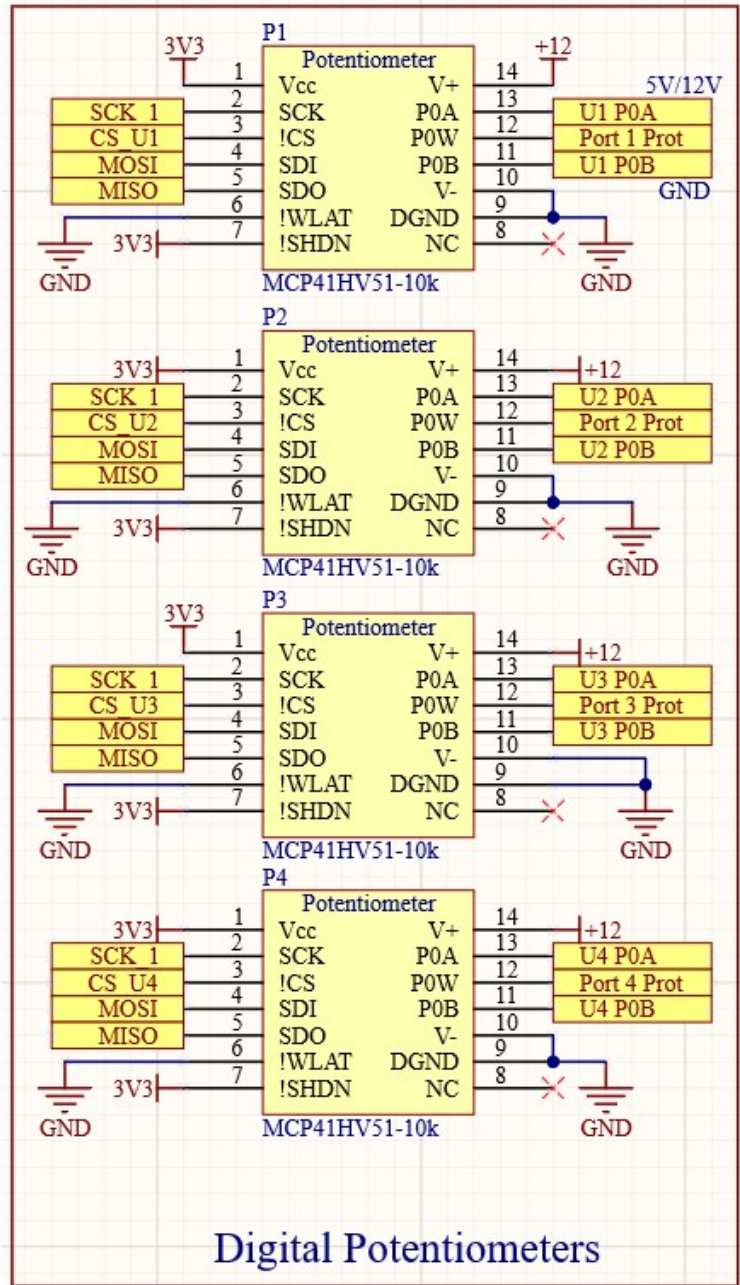 P1
3V3
+12
Potentiometer
1 Vcc V+ 14
5V/12V
SCK_1 2 SCK P0A 13 U1 P0A
CS_U1 3 !CS P0W 12 Port 1 Prot
MOSI 4 SDI P0B 11 U1 P0B
MISO 5 SDO V- 10 GND
6 !WLAT DGND 9
3V3 7 !SHDN NC 8
GND GND
MCP41HV51-10k
P2
Potentiometer
3V3 1 Vcc V+ 14 +12
SCK_1 2 SCK P0A 13 U2 P0A
CS_U2 3 !CS P0W 12 Port 2 Prot
MOSI 4 SDI P0B 11 U2 P0B
MISO 5 SDO V- 10
6 !WLAT DGND 9
3V3 7 !SHDN NC 8
GND GND
MCP41HV51-10k
P3
3V3
Potentiometer
1 Vcc V+ 14 +12
SCK_1 2 SCK P0A 13 U3 P0A
CS_U3 3 !CS P0W 12 Port 3 Prot
MOSI 4 SDI P0B 11 U3 P0B
MISO 5 SDO V- 10
6 !WLAT DGND 9
3V3 7 !SHDN NC 8
GND GND
MCP41HV51-10k
P4
Potentiometer
3V3 1 Vcc V+ 14 +12
SCK_1 2 SCK P0A 13 U4 P0A
CS_U4 3 !CS P0W 12 Port 4 Prot
MOSI 4 SDI P0B 11 U4 P0B
MISO 5 SDO V- 10
6 !WLAT DGND 9
3V3 7 !SHDN NC 8
GND GND
MCP41HV51-10k
Digital Potentiometers